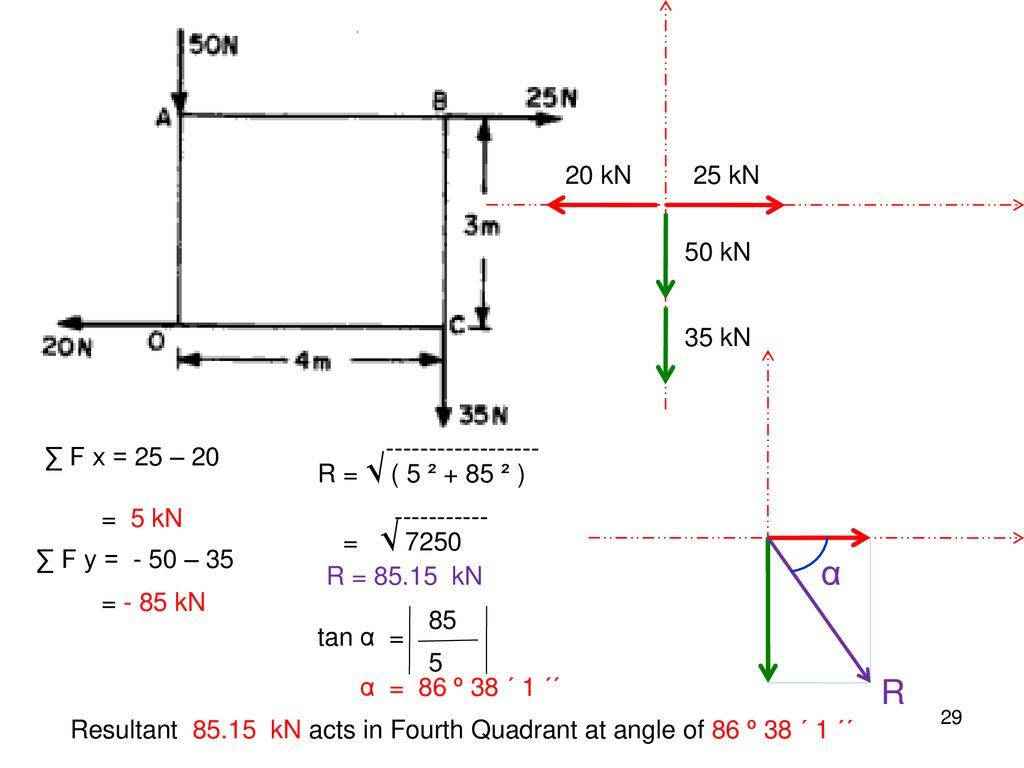 50N
A
B
25N
3m
20N
O
C
4m
35N
20 kN
25 kN
50 kN
35 kN
∑ F x = 25 – 20
= 5 kN
∑ F y = - 50 – 35
= - 85 kN
R = √ ( 5 ² + 85 ² )
= √ 7250
R = 85.15 kN
tan α = | 85 / 5 |
α = 86 º 38 ´ 1 ´´
α
R
Resultant 85.15 kN acts in Fourth Quadrant at angle of 86 º 38 ´ 1 ´´
29